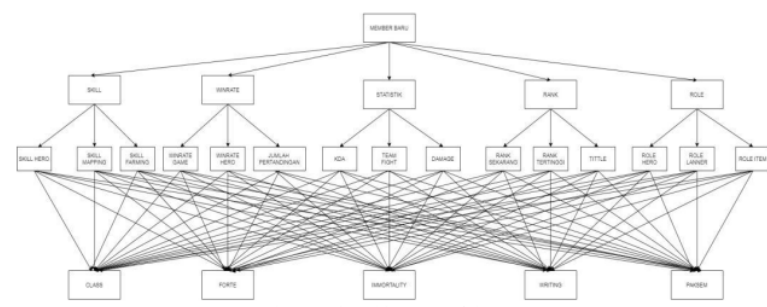 MEMBER BARU
SKILL
WINRATE
STATISTIK
RANK
ROLE
SKILL HERO
SKILL
MAPPING
SKILL
FARMING
WINRATE
GAME
WINRATE
HERO
JUMLAH
PERTANDINGAN
KDA
TEAM
FIGHT
DAMAGE
RANK
SEKARANG
RANK
TERTINGGI
TITTLE
ROLE
HERO
ROLE
LANNER
ROLE ITEM
CLASS
FORTE
IMMORTALITY
WRITING
PAKSEM